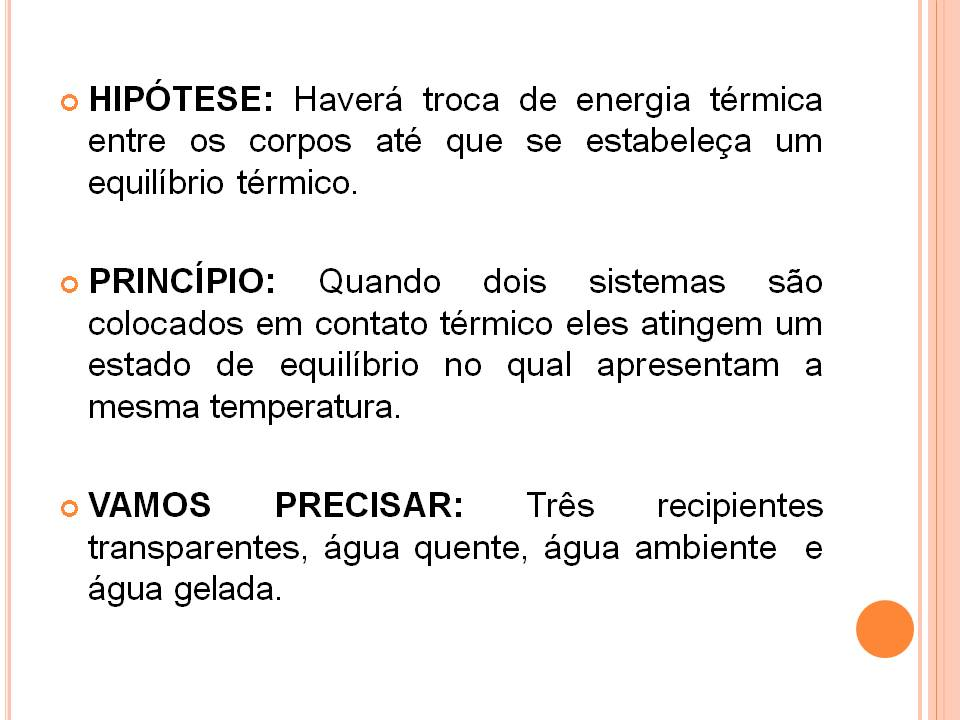 HIPÓTESE: Haverá troca de energia térmica
entre os corpos até que se estabeleça um
equilíbrio térmico.
PRINCÍPIO: Quando dois sistemas são
colocados em contato térmico eles atingem um
estado de equilíbrio no qual apresentam a
mesma temperatura.
VAMOS PRECISAR: Três recipientes
transparentes, água quente, água ambiente e
água gelada.